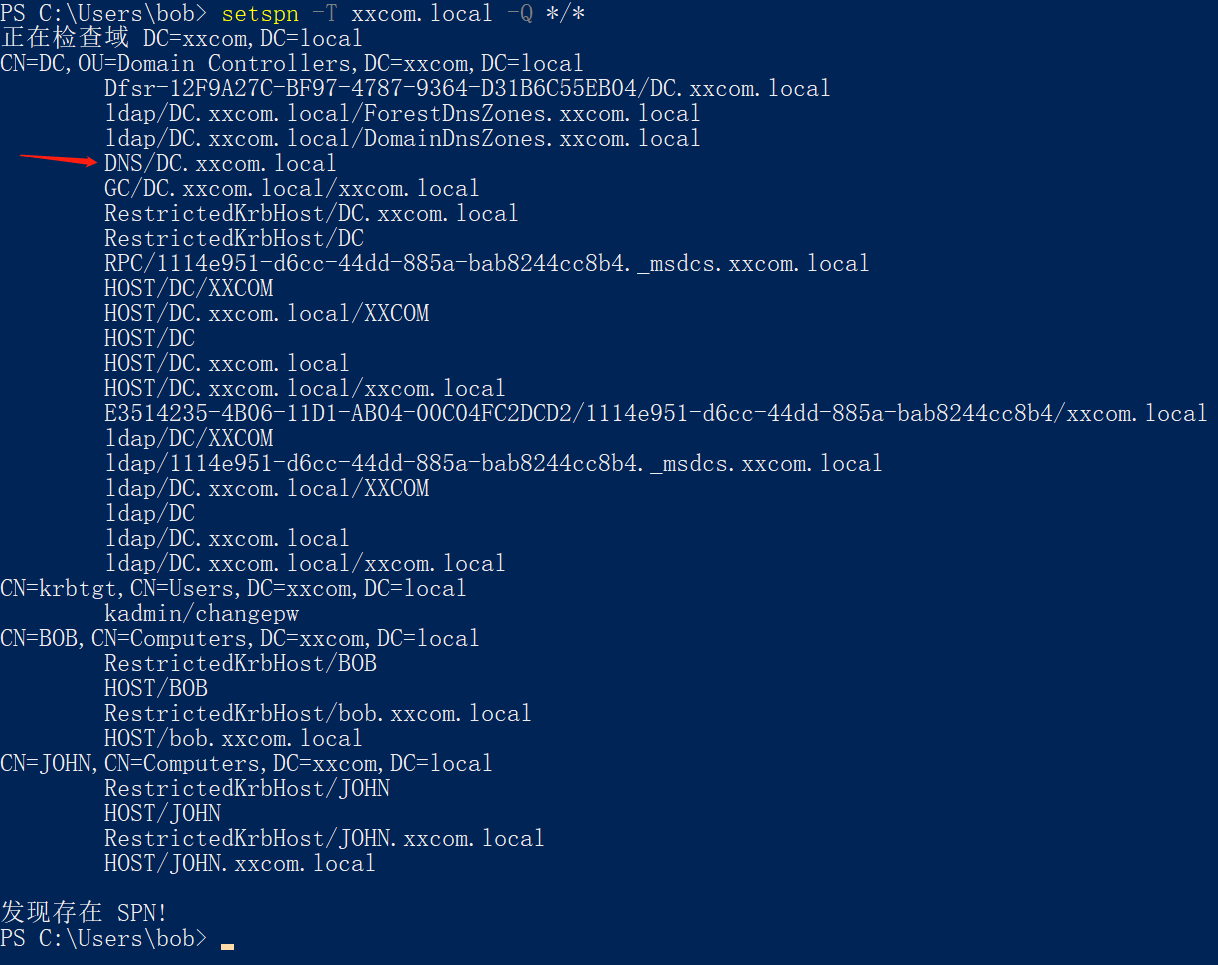 PS C:\Users\bob> setspn -T xxcom.local -Q */*
正在检查域 DC=xxcom,DC=local
CN=DC,OU=Domain Controllers,DC=xxcom,DC=local
Dfsr-12F9A27C-BF97-4787-9364-D31B6C55EB04/DC.xxcom.local
ldap/DC.xxcom.local/ForestDnsZones.xxcom.local
ldap/DC.xxcom.local/DomainDnsZones.xxcom.local
DNS/DC.xxcom.local
GC/DC.xxcom.local/xxcom.local
RestrictedKrbHost/DC.xxcom.local
RestrictedKrbHost/DC
RPC/1114e951-d6cc-44dd-885a-bab8244cc8b4._msdcs.xxcom.local
HOST/DC/XXCOM
HOST/DC.xxcom.local/XXCOM
HOST/DC
HOST/DC.xxcom.local
HOST/DC.xxcom.local/xxcom.local
E3514235-4B06-11D1-AB04-00C04FC2DCD2/1114e951-d6cc-44dd-885a-bab8244cc8b4/xxcom.local
ldap/DC/XXCOM
ldap/1114e951-d6cc-44dd-885a-bab8244cc8b4._msdcs.xxcom.local
ldap/DC.xxcom.local/XXCOM
ldap/DC
ldap/DC.xxcom.local
ldap/DC.xxcom.local/xxcom.local
CN=krbtgt,CN=Users,DC=xxcom,DC=local
kadmin/changepw
CN=BOB,CN=Computers,DC=xxcom,DC=local
RestrictedKrbHost/BOB
HOST/BOB
RestrictedKrbHost/bob.xxcom.local
HOST/bob.xxcom.local
CN=JOHN,CN=Computers,DC=xxcom,DC=local
RestrictedKrbHost/JOHN
HOST/JOHN
RestrictedKrbHost/JOHN.xxcom.local
HOST/JOHN.xxcom.local
发现存在 SPN!
PS C:\Users\bob>